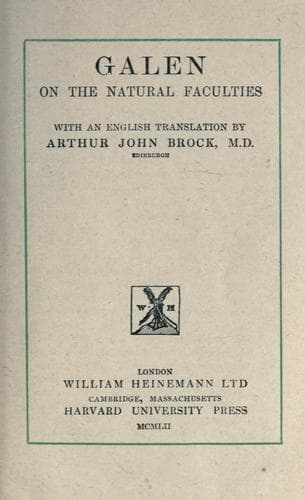 GALEN
ON THE NATURAL FACULTIES
WITH AN ENGLISH TRANSLATION BY
ARTHUR JOHN BROCK, M.D.
EDINBURGH
W H
LONDON
WILLIAM HEINEMANN LTD
CAMBRIDGE, MASSACHUSETTS
HARVARD UNIVERSITY PRESS
MCMLII